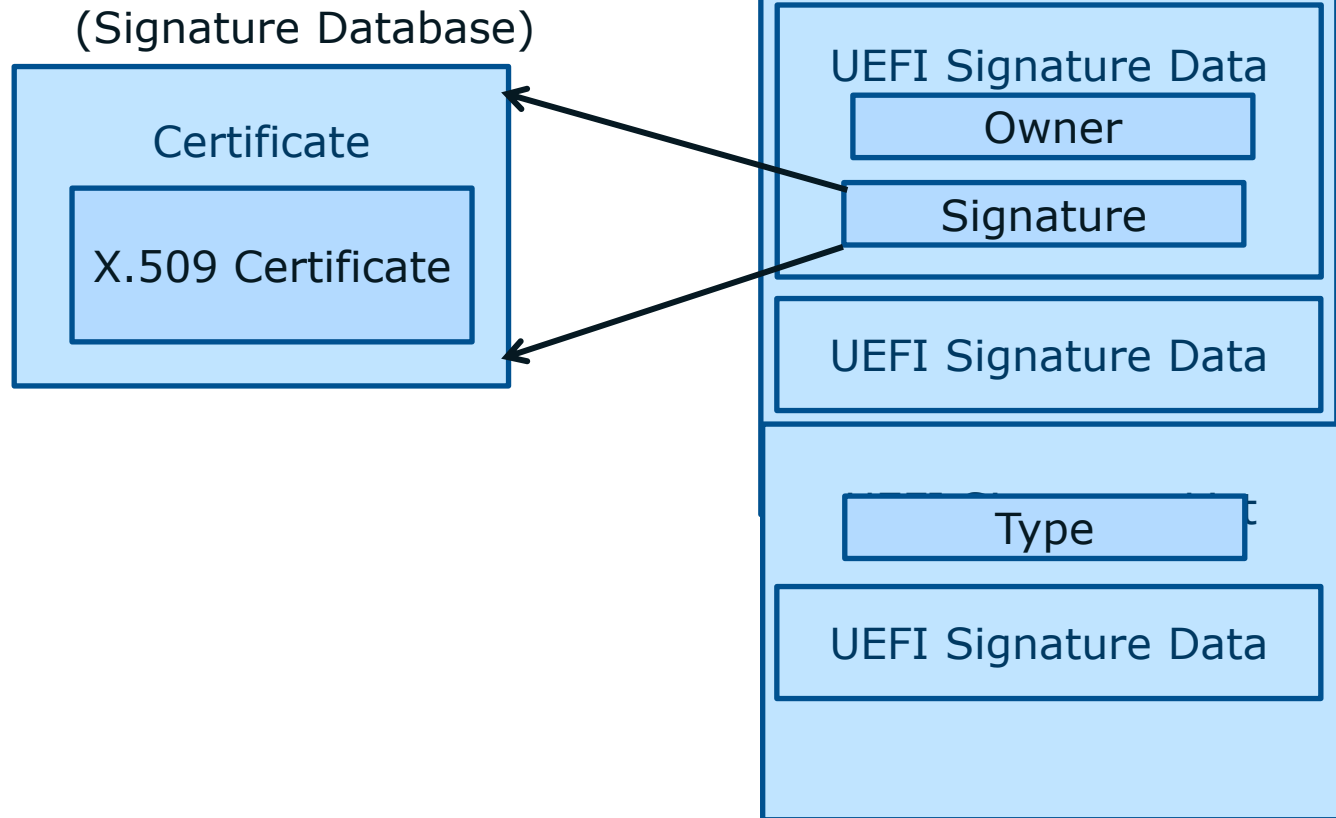 (Signature Database)
Certificate
X.509 Certificate
UEFI Signature Data
Owner
Signature
UEFI Signature Data
Type
UEFI Signature Data